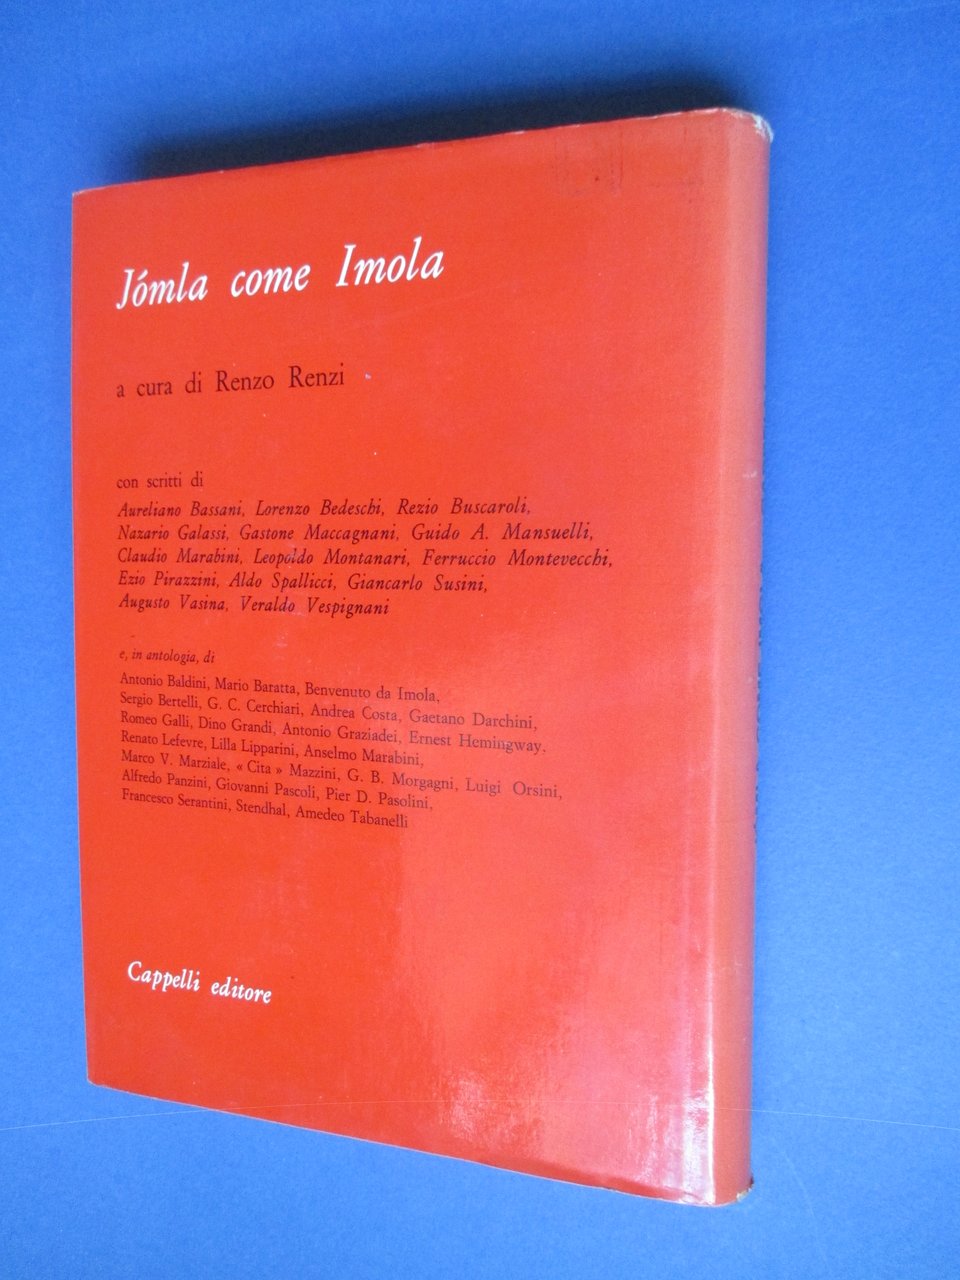 Jómla come Imola
a cura di Renzo Renzi
con scritti di
Aureliano Bassani, Lorenzo Bedeschi, Rezio Buscaroli,
Nazario Galassi, Gastone Maccagnani, Guido A. Mansuelli,
Claudio Marabini, Leopoldo Montanari, Ferruccio Montevecchi,
Ezio Pirazzini, Aldo Spallicci, Giancarlo Susini,
Augusto Vasina, Veraldo Vespignani
e, in antologia, di
Antonio Baldini, Mario Baratta, Benvenuto da Imola,
Sergio Bertelli, G. C. Cerchiari, Andrea Costa, Gaetano Darchini,
Romeo Galli, Dino Grandi, Antonio Graziadei, Ernest Hemingway,
Renato Lefevre, Lilla Lipparini, Anselmo Marabini,
Marco V. Marziale, « Cita » Mazzini, G. B. Morgagni, Luigi Orsini,
Alfredo Panzini, Giovanni Pascoli, Pier D. Pasolini,
Francesco Serantini, Stendhal, Amedeo Tabanelli
Cappelli editore